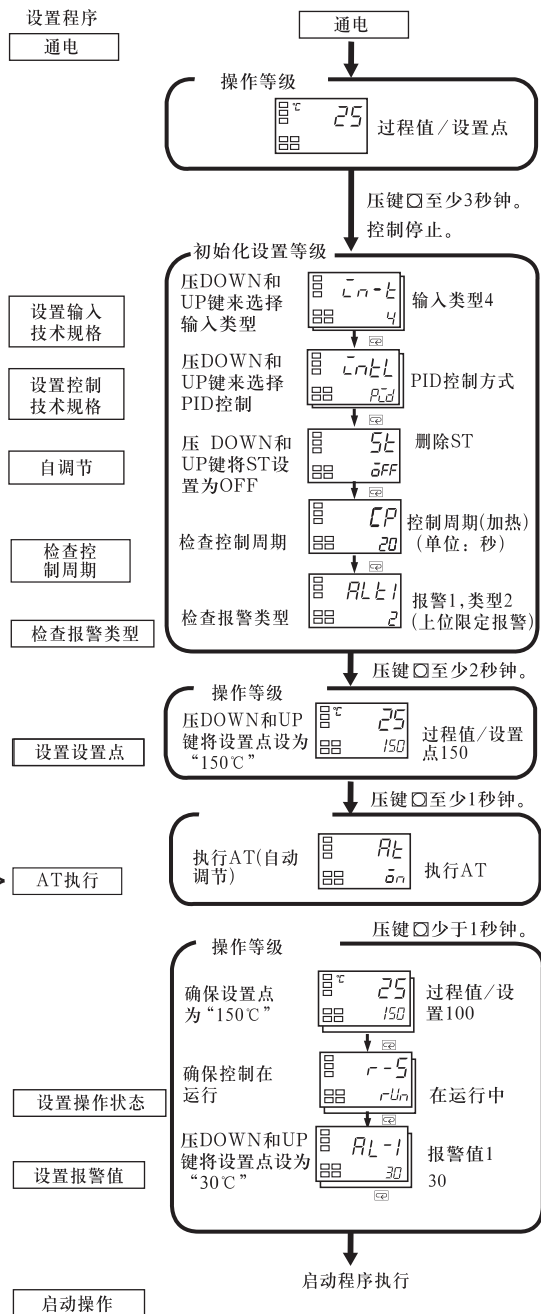 设置程序
通电
通电
操作等级
℃ 25
过程值/设置点
压键 至少3秒钟。
控制停止。
初始化设置等级
设置输入
技术规格
压DOWN和
UP键来选择
输入类型
in-t
4
输入类型4
设置控制
技术规格
压DOWN和
UP键来选择
PID控制
CntL
Pid
PID控制方式
自调节
压 DOWN和
UP键将ST设
置为OFF
St
oFF
删除ST
检查控
制周期
检查控制周期
CP
20
控制周期(加热)
(单位: 秒)
检查报警类型
检查报警类型
ALt1
2
报警1,类型2
(上位限定报警)
压键 至少2秒钟。
操作等级
设置设置点
压DOWN和UP
键将设置点设为
“150℃”
℃ 25
150
过程值/设置
点150
压键 至少1秒钟。
AT执行
执行AT(自动
调节)
At
on
执行AT
压键 少于1秒钟。
操作等级
确保设置点
为“150℃”
℃ 25
150
过程值/设
置100
设置操作状态
确保控制在
运行
r-S
rUn
在运行中
设置报警值
压DOWN和UP
键将设置点设为
“30℃”
AL-1
30
报警值1
30
启动程序执行
启动操作